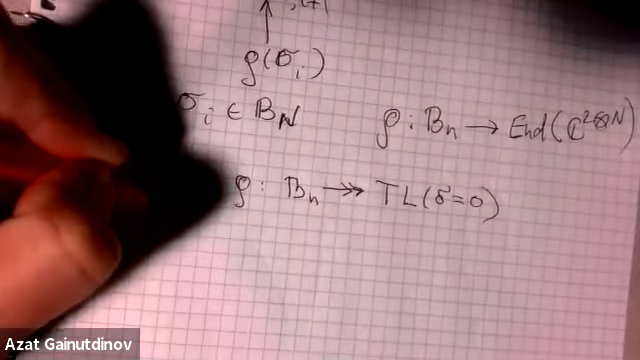 ρ(σ_i)
σ_i ∈ B_N
ρ : B_n → End(ℂ^{2⊗N})
ρ : B_n ↠ TL(δ=0)
Azat Gainutdinov